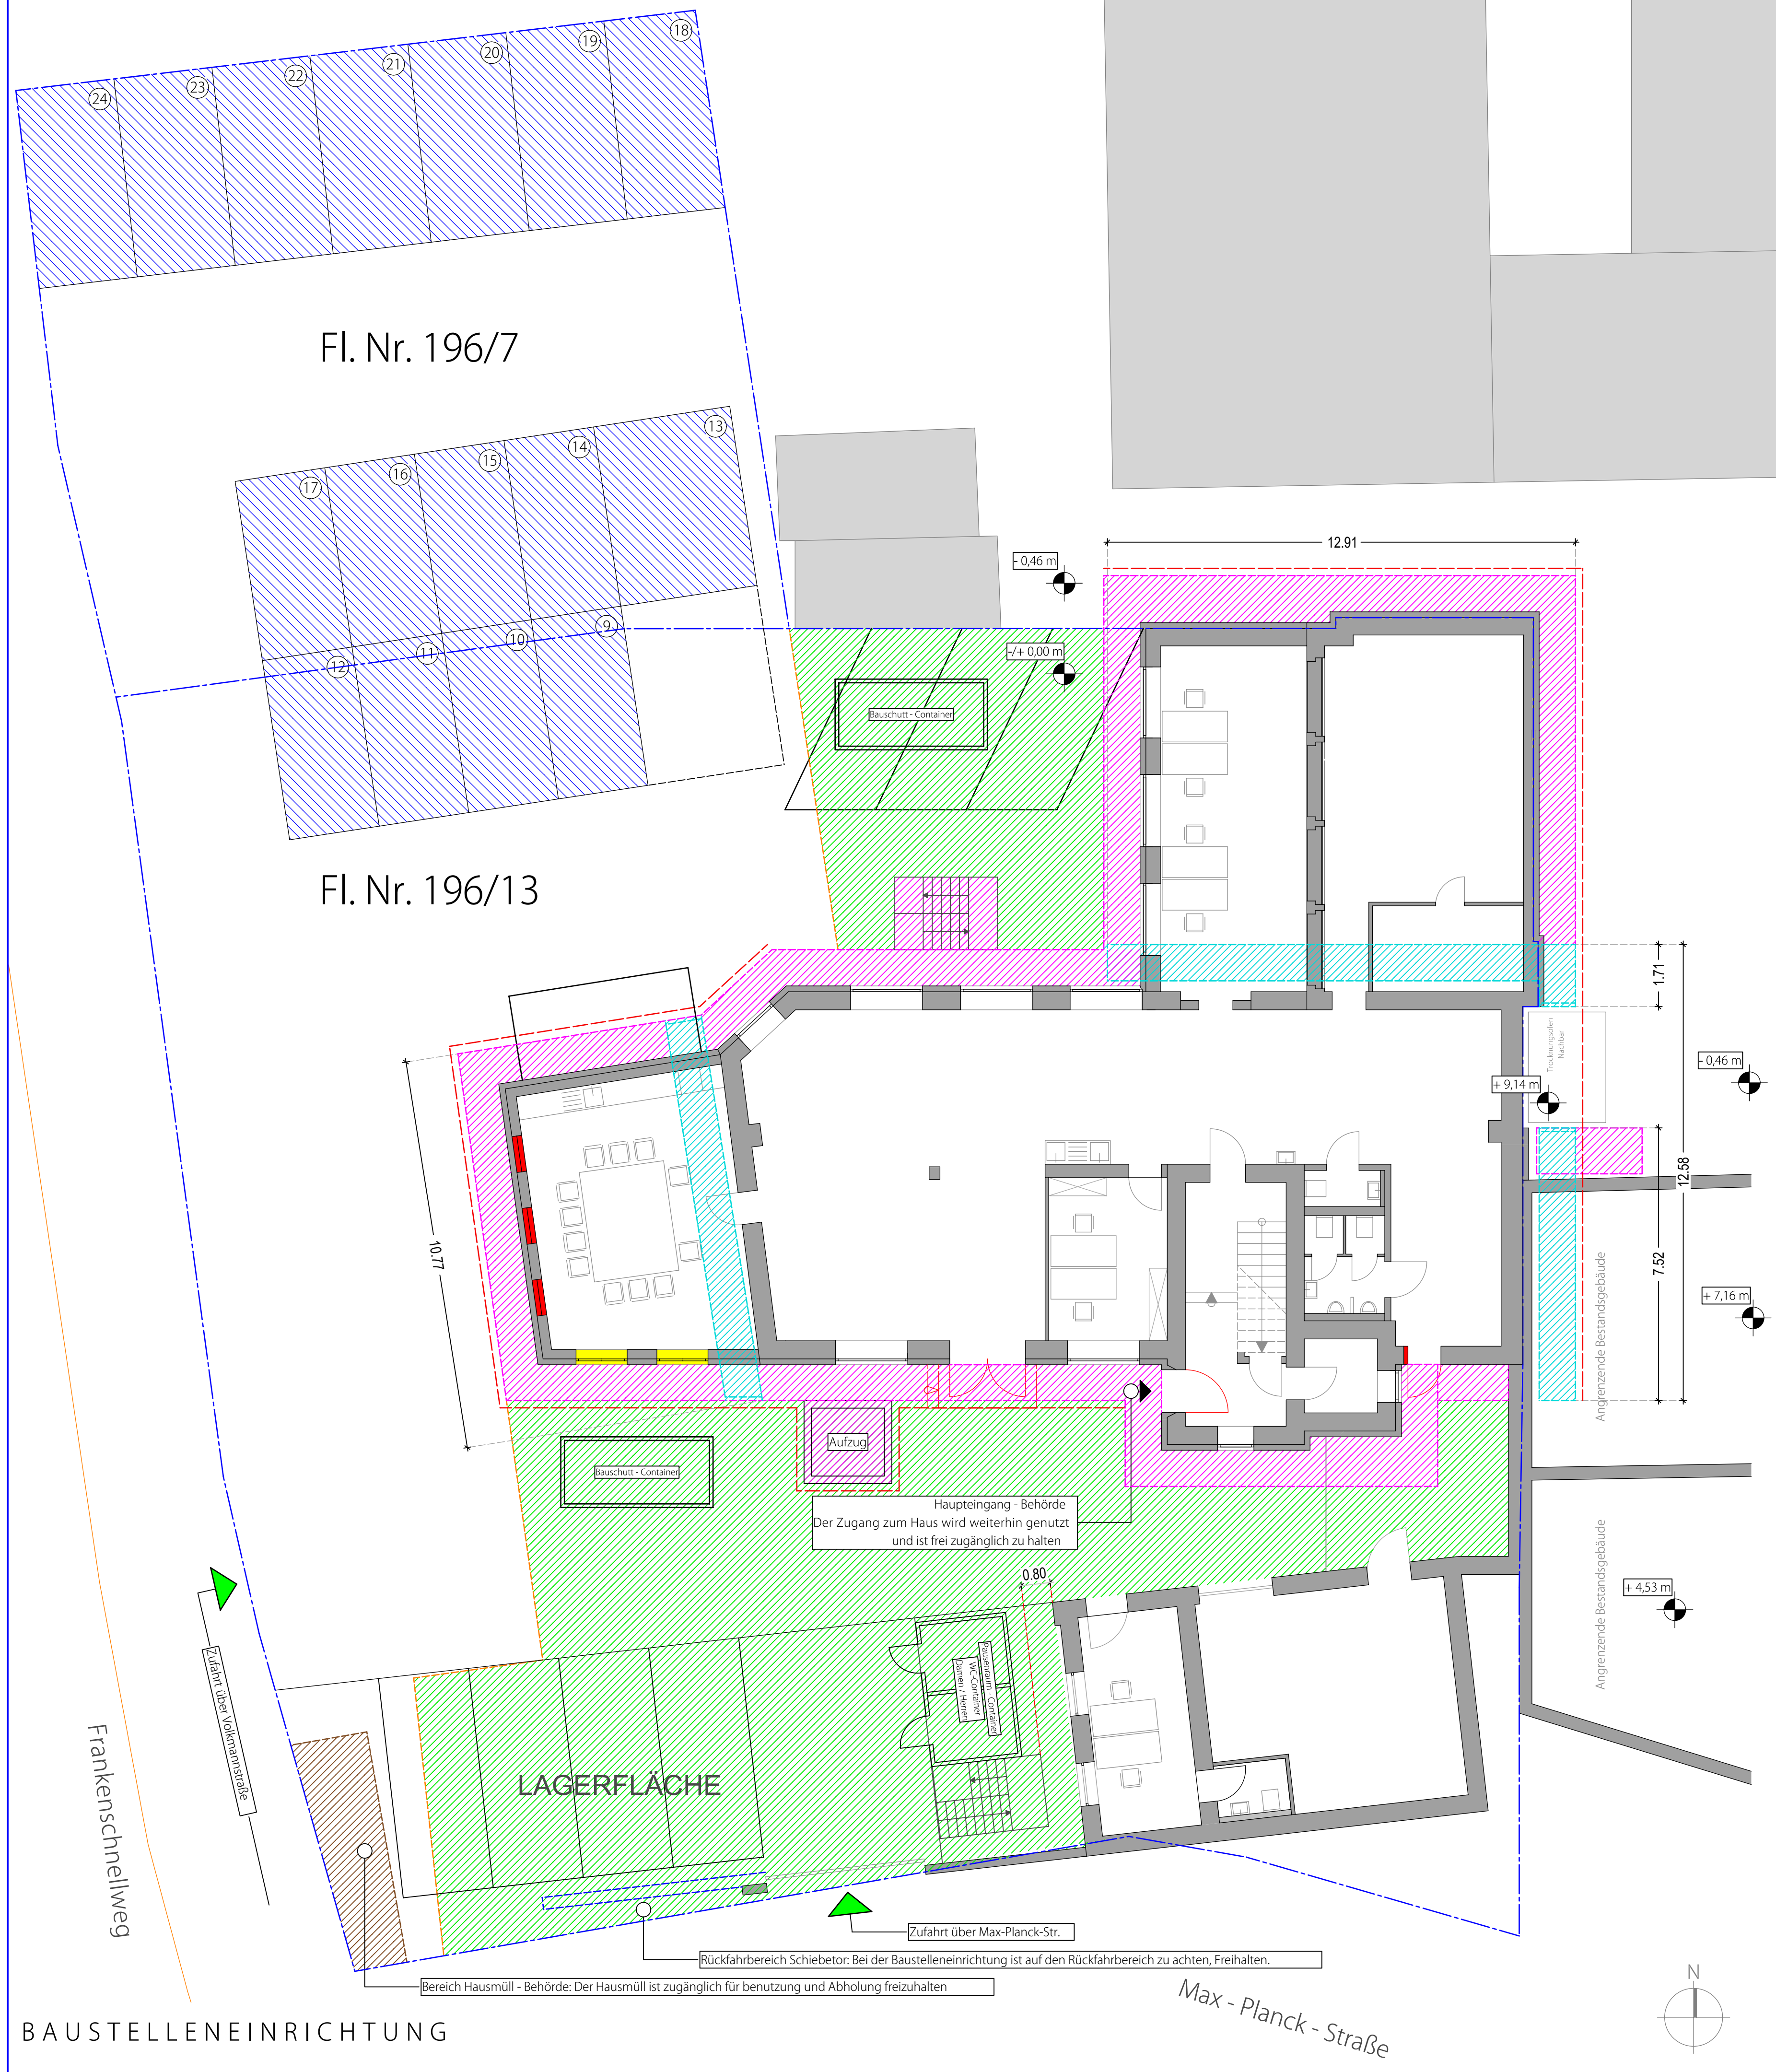 18
19
20
21
22
23
24
Fl. Nr. 196/7
13
14
15
16
17
12.91
- 0,46 m
9
10
11
12
-/+ 0,00 m
Bauschutt - Container
Fl. Nr. 196/13
1.71
Trocknungsofen
Nachbar
- 0,46 m
+ 9,14 m
12.58
10.77
7.52
+ 7,16 m
Angrenzende Bestandsgebäude
Aufzug
Bauschutt - Container
Haupteingang - Behörde
Der Zugang zum Haus wird weiterhin genutzt
und ist frei zugänglich zu halten
0.80
+ 4,53 m
Angrenzende Bestandsgebäude
Pausenraum - Container
WC-Container
Damen / Herren
Zufahrt über Volkmannstraße
LAGERFLÄCHE
Frankenschnellweg
Zufahrt über Max-Planck-Str.
Rückfahrbereich Schiebetor: Bei der Baustelleneinrichtung ist auf den Rückfahrbereich zu achten, Freihalten.
Bereich Hausmüll - Behörde: Der Hausmüll ist zugänglich für benutzung und Abholung freizuhalten
Max - Planck - Straße
N
BAUSTELLENEINRICHTUNG